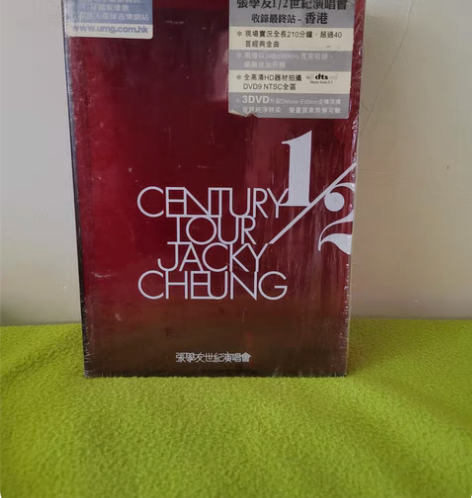 www.umg.com.hk
張學友1/2世紀演唱會
收錄最終站 - 香港
現場實況全長210分鐘, 超過40
首經典金曲
全高清HD器材拍攝
DVD9 NTSC全區
dts
3DVD
1/2
CENTURY
TOUR
JACKY
CHEUNG
張學友世紀演唱會